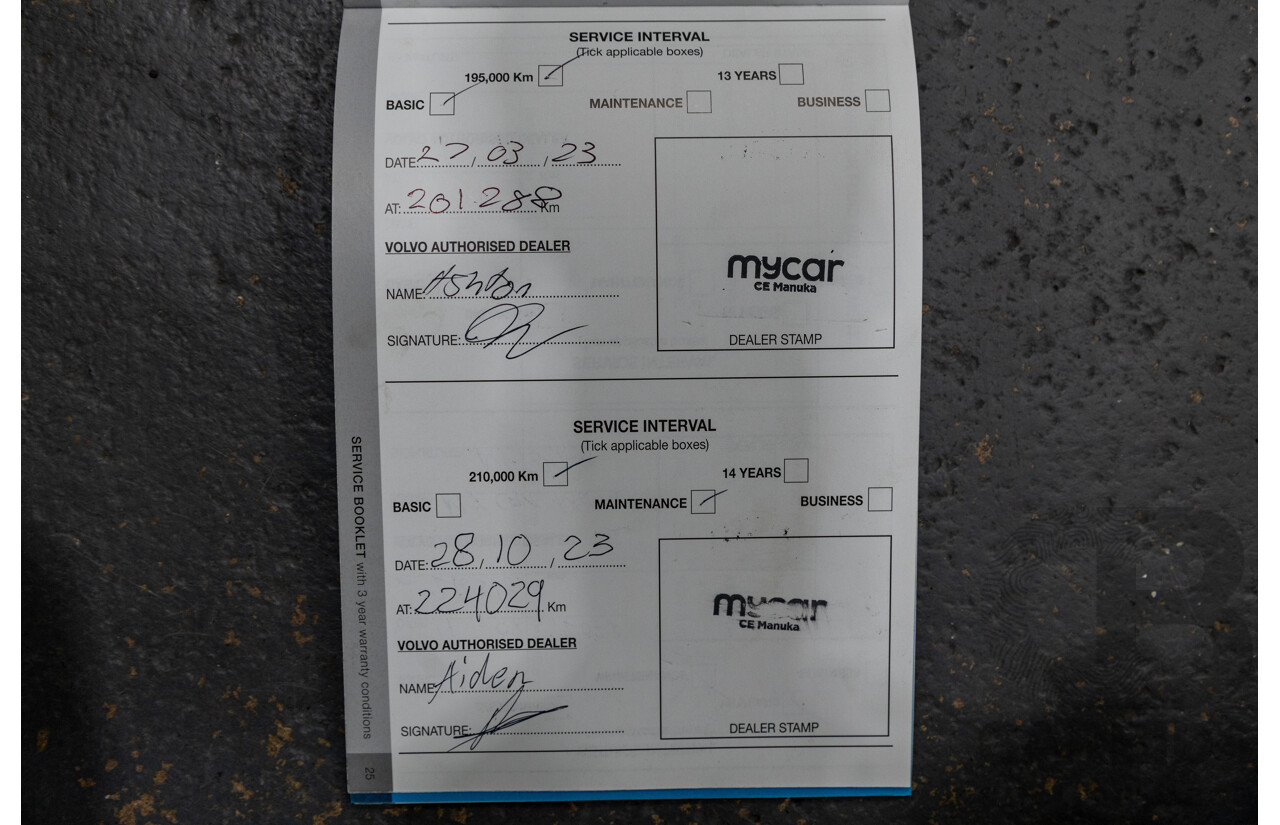 SERVICE INTERVAL
(Tick applicable boxes)
195,000 Km 13 YEARS
BASIC MAINTENANCE BUSINESS
DATE: 27 / 03 / 23
AT: 201288 Km
VOLVO AUTHORISED DEALER
NAME: Ashton
SIGNATURE:
mycar
CE Manuka
DEALER STAMP
SERVICE INTERVAL
(Tick applicable boxes)
210,000 Km 14 YEARS
BASIC MAINTENANCE BUSINESS
DATE: 28 / 10 / 23
AT: 224029 Km
VOLVO AUTHORISED DEALER
NAME: Aiden
SIGNATURE:
mycar
CE Manuka
DEALER STAMP
SERVICE BOOKLET with 3 year warranty conditions
25